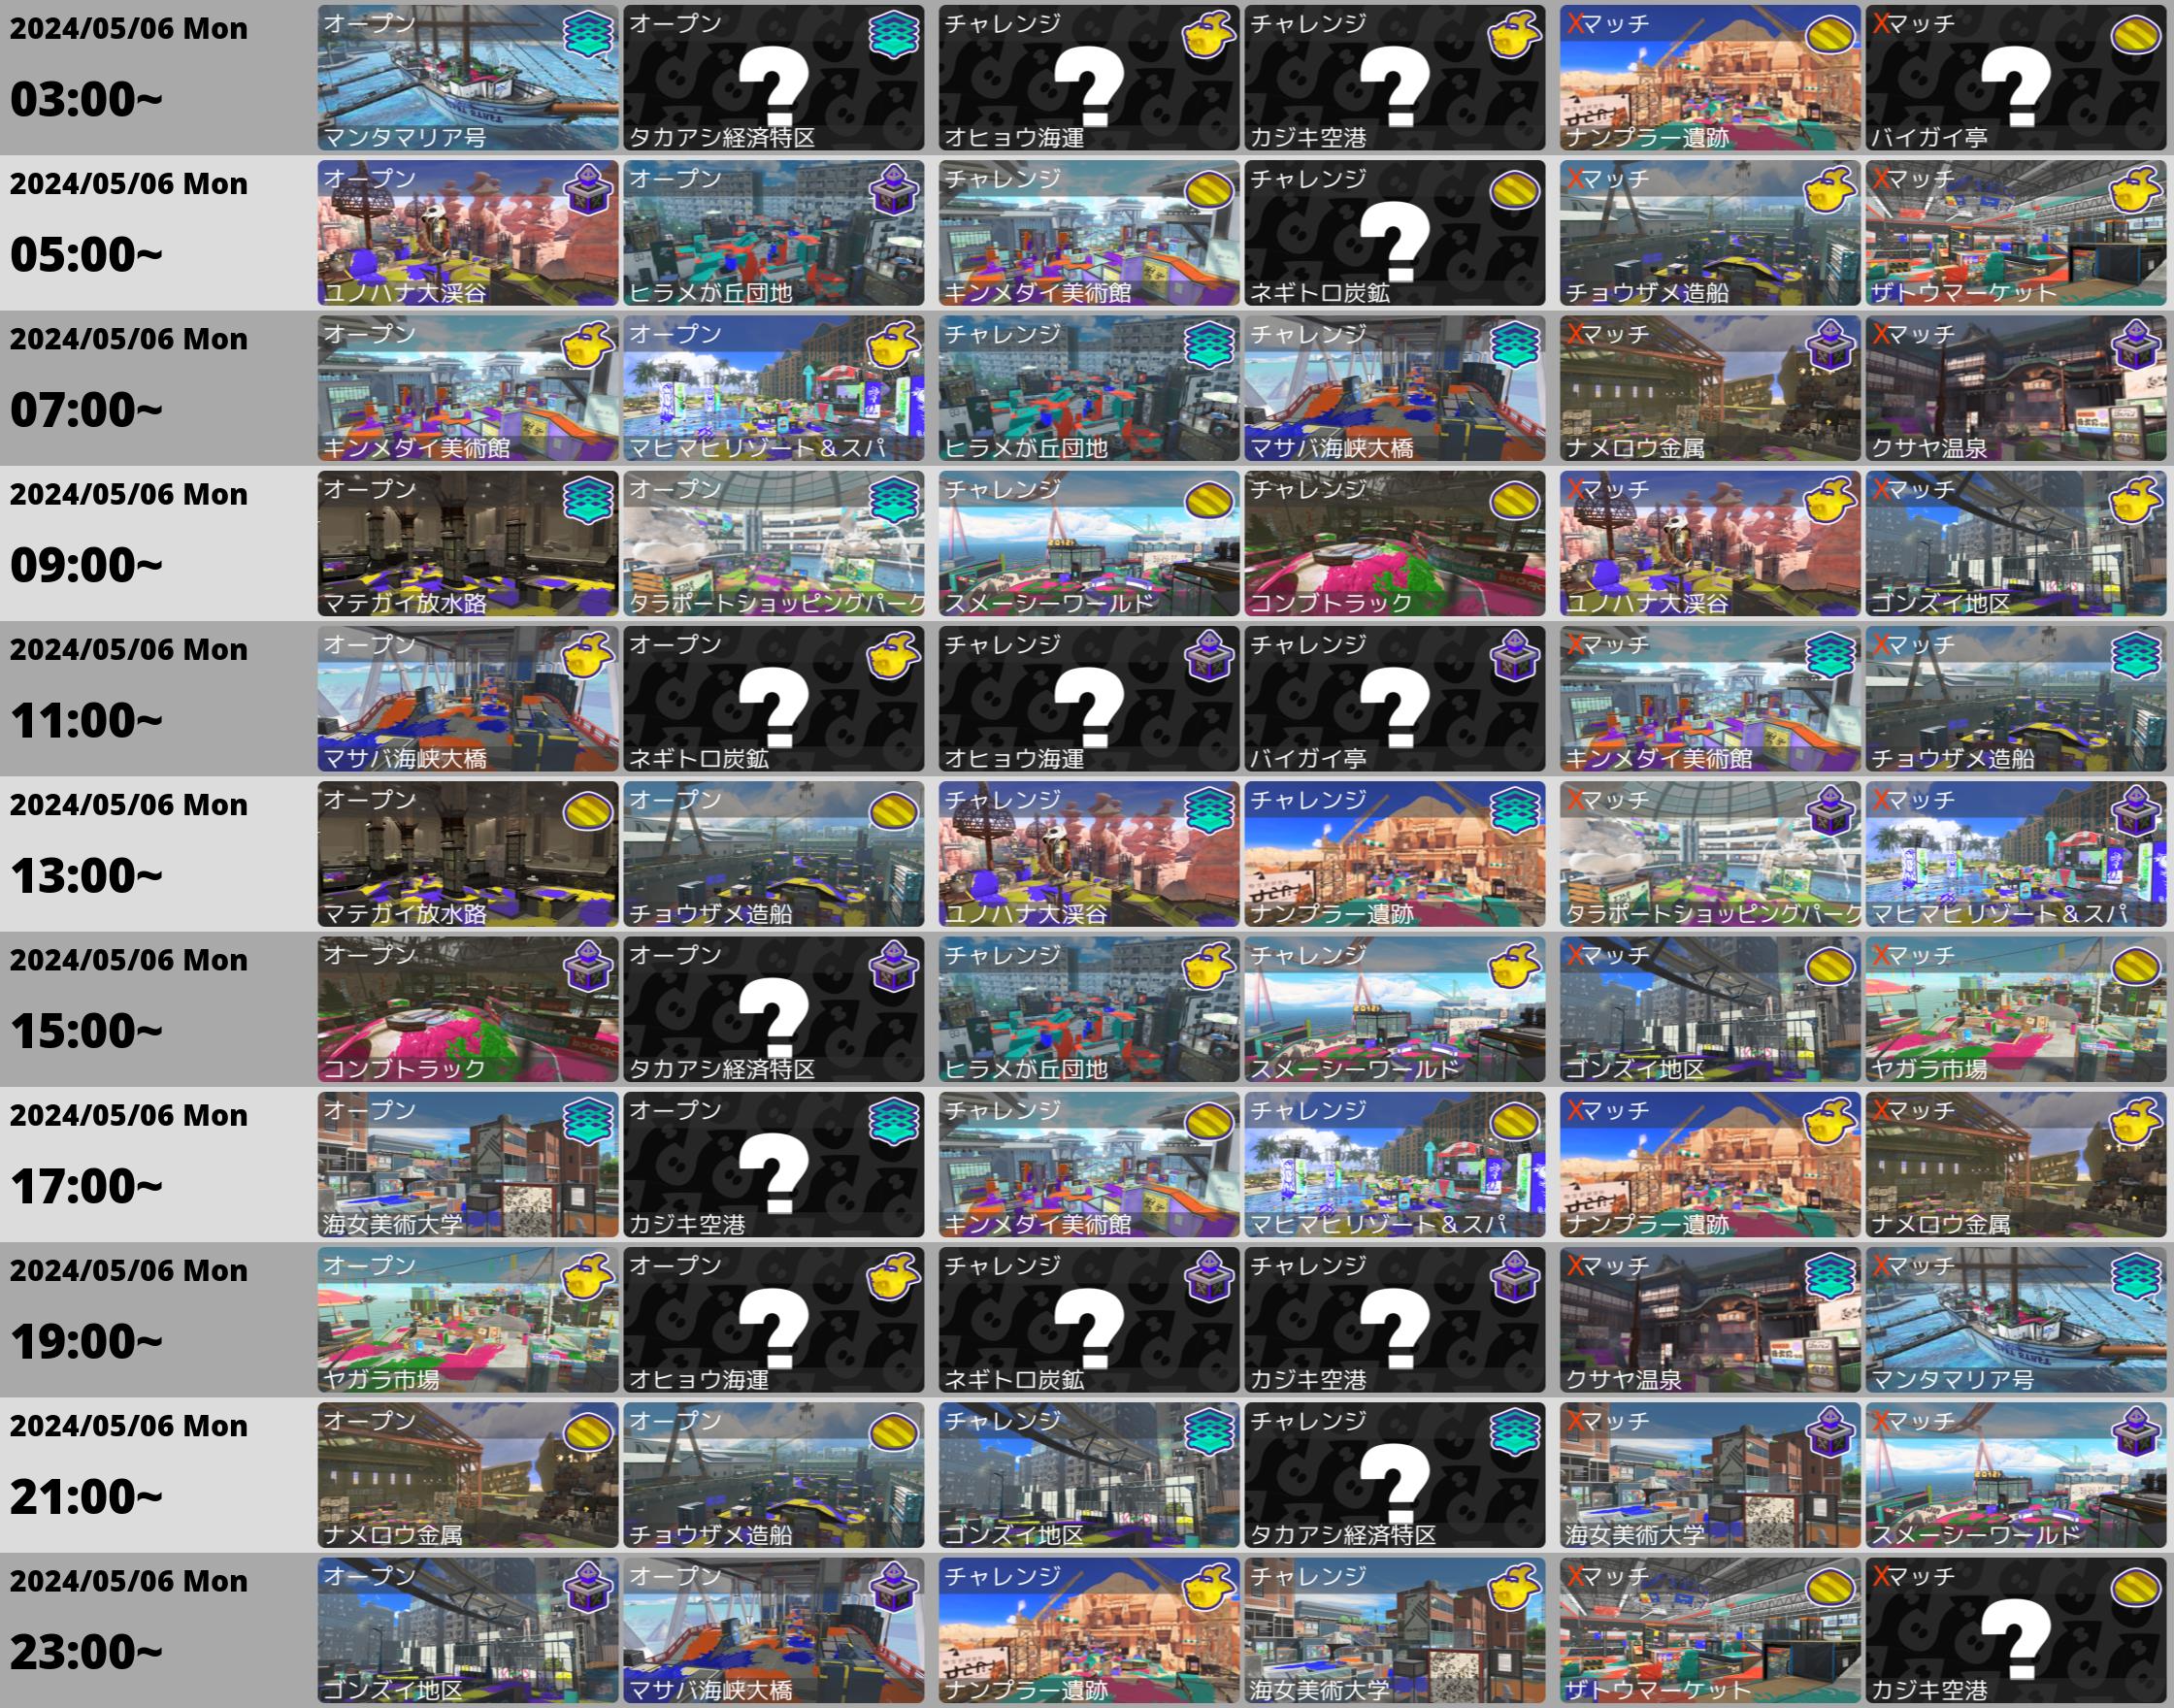 2024/05/06 Mon
03:00~
オープン
マンタマリア号
オープン
?
タカアシ経済特区
チャレンジ
?
オヒョウ海運
チャレンジ
?
カジキ空港
Xマッチ
ナンプラー遺跡
Xマッチ
?
バイガイ亭
2024/05/06 Mon
05:00~
オープン
ユノハナ大渓谷
オープン
ヒラメが丘団地
チャレンジ
キンメダイ美術館
チャレンジ
?
ネギトロ炭鉱
Xマッチ
チョウザメ造船
Xマッチ
ザトウマーケット
2024/05/06 Mon
07:00~
オープン
キンメダイ美術館
オープン
マヒマヒリゾート&スパ
チャレンジ
ヒラメが丘団地
チャレンジ
マサバ海峡大橋
Xマッチ
ナメロウ金属
Xマッチ
クサヤ温泉
2024/05/06 Mon
09:00~
オープン
マテガイ放水路
オープン
タラポートショッピングパーク
チャレンジ
スメーシーワールド
チャレンジ
コンブトラック
Xマッチ
ユノハナ大渓谷
Xマッチ
ゴンズイ地区
2024/05/06 Mon
11:00~
オープン
マサバ海峡大橋
オープン
?
ネギトロ炭鉱
チャレンジ
?
オヒョウ海運
チャレンジ
?
バイガイ亭
Xマッチ
キンメダイ美術館
Xマッチ
チョウザメ造船
2024/05/06 Mon
13:00~
オープン
マテガイ放水路
オープン
チョウザメ造船
チャレンジ
ユノハナ大渓谷
チャレンジ
ナンプラー遺跡
Xマッチ
タラポートショッピングパーク
Xマッチ
マヒマヒリゾート&スパ
2024/05/06 Mon
15:00~
オープン
コンブトラック
オープン
?
タカアシ経済特区
チャレンジ
ヒラメが丘団地
チャレンジ
スメーシーワールド
Xマッチ
ゴンズイ地区
Xマッチ
ヤガラ市場
2024/05/06 Mon
17:00~
オープン
海女美術大学
オープン
?
カジキ空港
チャレンジ
キンメダイ美術館
チャレンジ
マヒマヒリゾート&スパ
Xマッチ
ナンプラー遺跡
Xマッチ
ナメロウ金属
2024/05/06 Mon
19:00~
オープン
ヤガラ市場
オープン
?
オヒョウ海運
チャレンジ
?
ネギトロ炭鉱
チャレンジ
?
カジキ空港
Xマッチ
クサヤ温泉
Xマッチ
マンタマリア号
2024/05/06 Mon
21:00~
オープン
ナメロウ金属
オープン
チョウザメ造船
チャレンジ
ゴンズイ地区
チャレンジ
?
タカアシ経済特区
Xマッチ
海女美術大学
Xマッチ
スメーシーワールド
2024/05/06 Mon
23:00~
オープン
ゴンズイ地区
オープン
マサバ海峡大橋
チャレンジ
ナンプラー遺跡
チャレンジ
海女美術大学
Xマッチ
ザトウマーケット
Xマッチ
?
カジキ空港